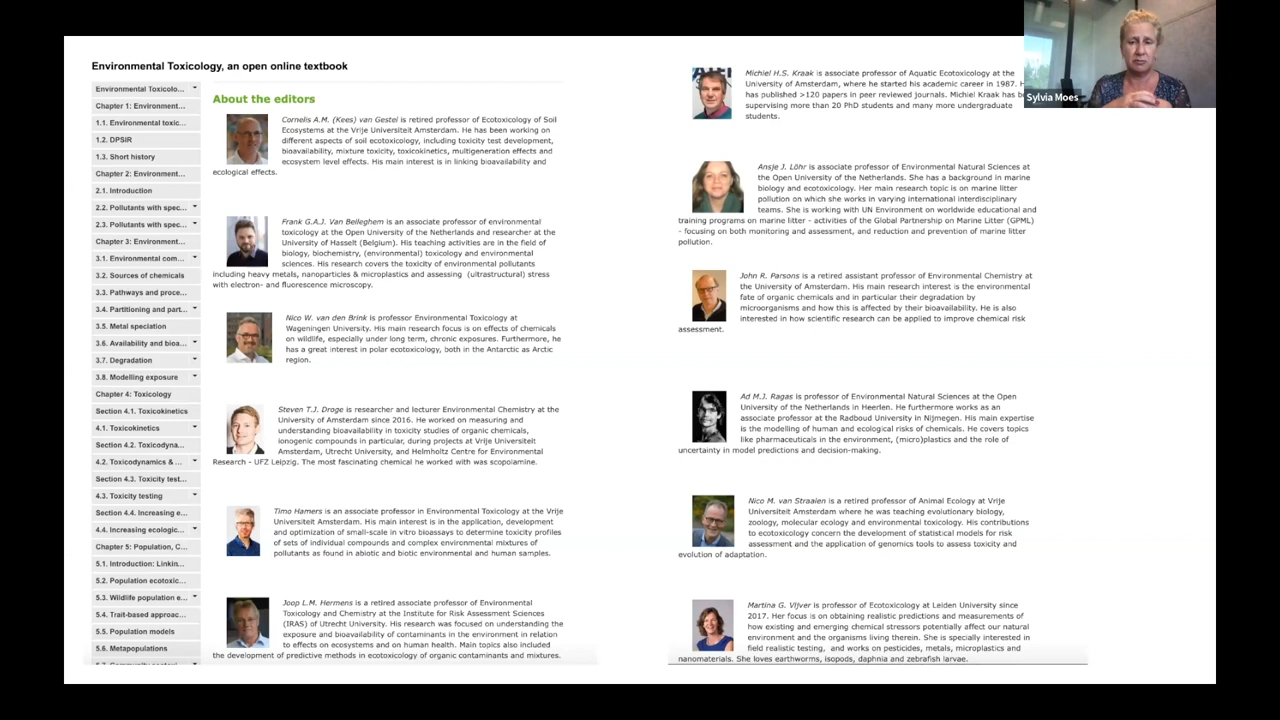 Environmental Toxicology, an open online textbook
Environmental Toxicolo...
Chapter 1: Environment...
1.1. Environmental toxic...
1.2. DPSIR
1.3. Short history
Chapter 2: Environment...
2.1. Introduction
2.2. Pollutants with spec...
2.3. Pollutants with spec...
Chapter 3: Environment...
3.1. Environmental com...
3.2. Sources of chemicals
3.3. Pathways and proce...
3.4. Partitioning and part...
3.5. Metal speciation
3.6. Availability and bioa...
3.7. Degradation
3.8. Modelling exposure
Chapter 4: Toxicology
Section 4.1. Toxicokinetics
4.1. Toxicokinetics
Section 4.2. Toxicodyna...
4.2. Toxicodynamics & ...
Section 4.3. Toxicity test...
4.3. Toxicity testing
Section 4.4. Increasing e...
4.4. Increasing ecologic...
Chapter 5: Population, C...
5.1. Introduction: Linkin...
5.2. Population ecotoxic...
5.3. Wildlife population e...
5.4. Trait-based approac...
5.5. Population models
5.6. Metapopulations
About the editors
Cornelis A.M. (Kees) van Gestel is retired professor of Ecotoxicology of Soil
Ecosystems at the Vrije Universiteit Amsterdam. He has been working on
different aspects of soil ecotoxicology, including toxicity test development,
bioavailability, mixture toxicity, toxicokinetics, multigeneration effects and
ecosystem level effects. His main interest is in linking bioavailability and
ecological effects.
Frank G.A.J. Van Belleghem is an associate professor of environmental
toxicology at the Open University of the Netherlands and researcher at the
University of Hasselt (Belgium). His teaching activities are in the field of
biology, biochemistry, (environmental) toxicology and environmental
sciences. His research covers the toxicity of environmental pollutants
including heavy metals, nanoparticles & microplastics and assessing (ultrastructural) stress
with electron- and fluorescence microscopy.
Nico W. van den Brink is professor Environmental Toxicology at
Wageningen University. His main research focus is on effects of chemicals
on wildlife, especially under long term, chronic exposures. Furthermore, he
has a great interest in polar ecotoxicology, both in the Antarctic as Arctic
region.
Steven T.J. Droge is researcher and lecturer Environmental Chemistry at the
University of Amsterdam since 2016. He worked on measuring and
understanding bioavailability in toxicity studies of organic chemicals,
ionogenic compounds in particular, during projects at Vrije Universiteit
Amsterdam, Utrecht University, and Helmholtz Centre for Environmental
Research - UFZ Leipzig. The most fascinating chemical he worked with was scopolamine.
Timo Hamers is an associate professor in Environmental Toxicology at the Vrije
Universiteit Amsterdam. His main interest is in the application, development
and optimization of small-scale in vitro bioassays to determine toxicity profiles
of sets of individual compounds and complex environmental mixtures of
pollutants as found in abiotic and biotic environmental and human samples.
Joop L.M. Hermens is a retired associate professor of Environmental
Toxicology and Chemistry at the Institute for Risk Assessment Sciences
(IRAS) of Utrecht University. His research was focused on understanding the
exposure and bioavailability of contaminants in the environment in relation
to effects on ecosystems and on human health. Main topics also included
the development of predictive methods in ecotoxicology of organic contaminants and mixtures.
Michiel H.S. Kraak is associate professor of Aquatic Ecotoxicology at the
University of Amsterdam, where he started his academic career in 1987. H
has published >120 papers in peer reviewed journals. Michiel Kraak has b
supervising more than 20 PhD students and many more undergraduate
students.
Ansje J. Löhr is associate professor of Environmental Natural Sciences at
the Open University of the Netherlands. She has a background in marine
biology and ecotoxicology. Her main research topic is on marine litter
pollution on which she works in varying international interdisciplinary
teams. She is working with UN Environment on worldwide educational and
training programs on marine litter - activities of the Global Partnership on Marine Litter (GPML)
- focusing on both monitoring and assessment, and reduction and prevention of marine litter
pollution.
John R. Parsons is a retired assistant professor of Environmental Chemistry at
the University of Amsterdam. His main research interest is the environmental
fate of organic chemicals and in particular their degradation by
microorganisms and how this is affected by their bioavailability. He is also
interested in how scientific research can be applied to improve chemical risk
assessment.
Ad M.J. Ragas is professor of Environmental Natural Sciences at the Open
University of the Netherlands in Heerlen. He furthermore works as an
associate professor at the Radboud University in Nijmegen. His main expertise
is the modelling of human and ecological risks of chemicals. He covers topics
like pharmaceuticals in the environment, (micro)plastics and the role of
uncertainty in model predictions and decision-making.
Nico M. van Straalen is a retired professor of Animal Ecology at Vrije
Universiteit Amsterdam where he was teaching evolutionary biology,
zoology, molecular ecology and environmental toxicology. His contributions
to ecotoxicology concern the development of statistical models for risk
assessment and the application of genomics tools to assess toxicity and
evolution of adaptation.
Martina G. Vijver is professor of Ecotoxicology at Leiden University since
2017. Her focus is on obtaining realistic predictions and measurements of
how existing and emerging chemical stressors potentially affect our natural
environment and the organisms living therein. She is specially interested in
field realistic testing, and works on pesticides, metals, microplastics and
nanomaterials. She loves earthworms, isopods, daphnia and zebrafish larvae.
Sylvia Moes